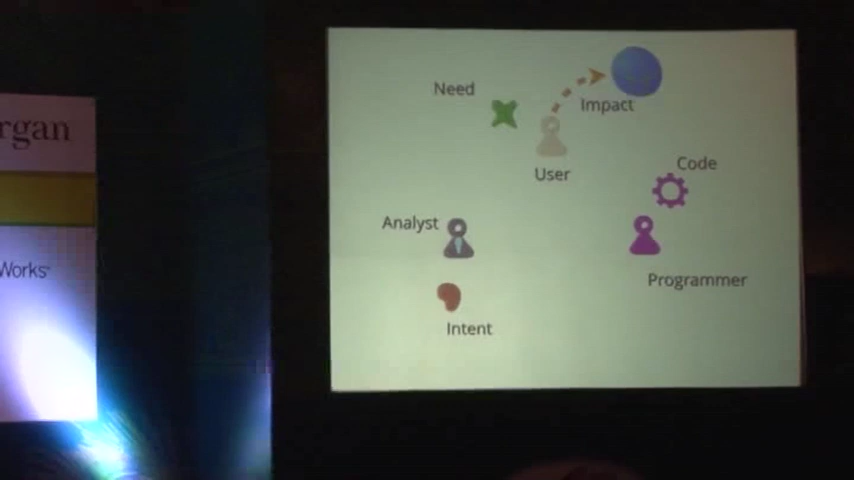 rgan
Works
Need
Impact
User
Code
Analyst
Programmer
Intent